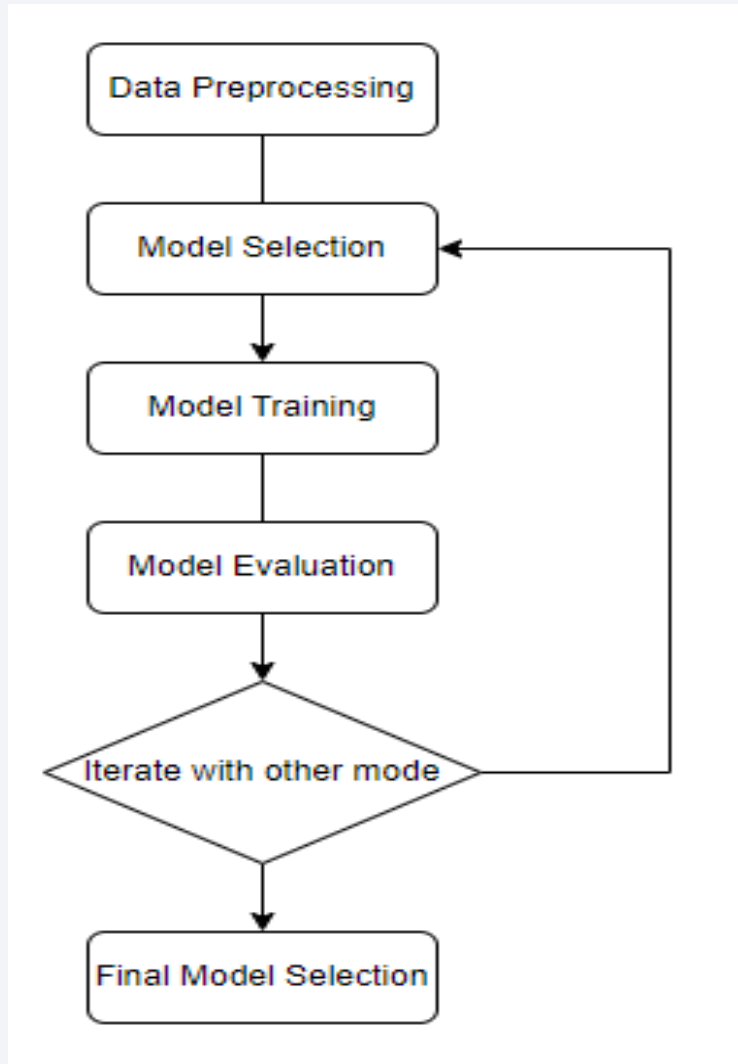 Data Preprocessing
Model Selection
Model Training
Model Evaluation
Iterate with other mode
Final Model Selection